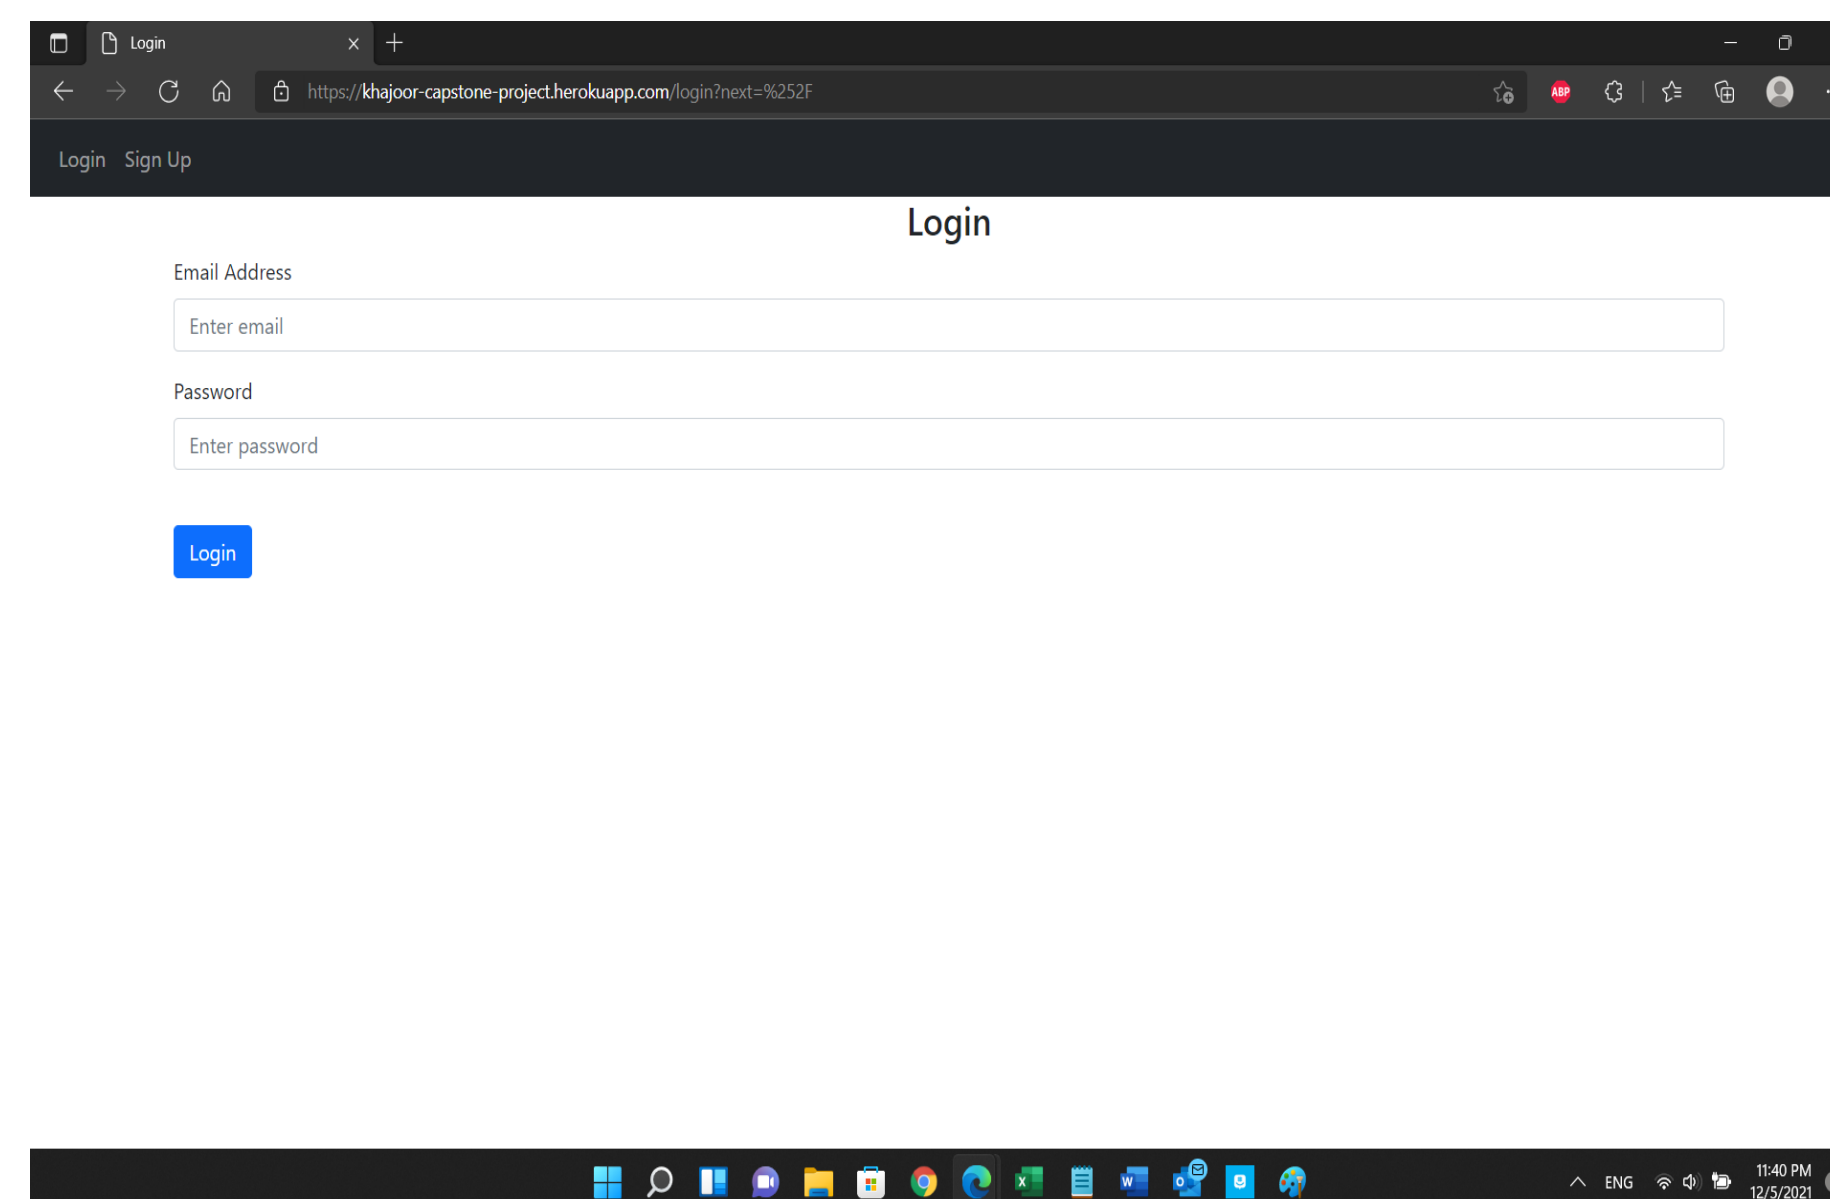 Login
https://khajoor-capstone-project.herokuapp.com/login?next=%252F
ABP
Login Sign Up
Login
Email Address
Enter email
Password
Enter password
Login
ENG
11:40 PM
12/5/2021